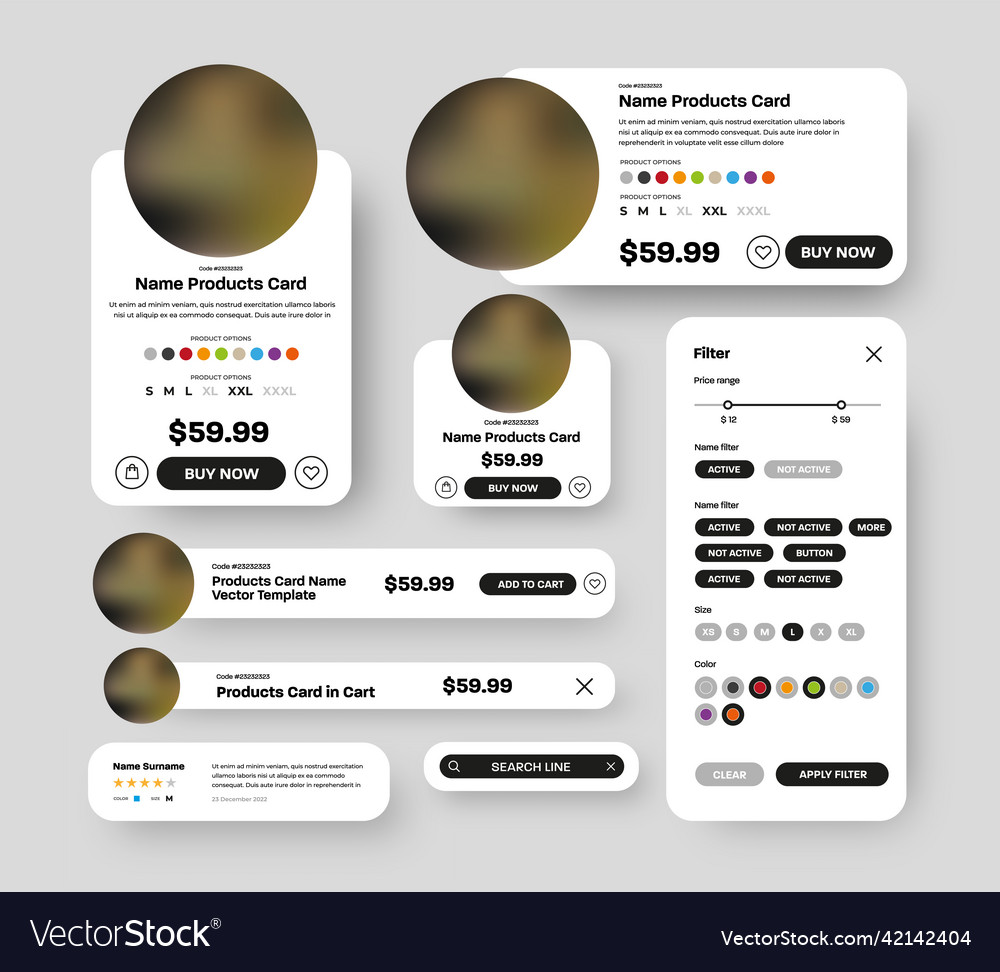 Code #23232323
Name Products Card
Ut enim ad minim veniam, quis nostrud exercitation ullamco laboris
nisi ut aliquip ex ea commodo consvequat. Duis aute irure dolor in
PRODUCT OPTIONS
PRODUCT OPTIONS
S M L XL XXL XXXL
$59.99
BUY NOW
Code #23232323
Name Products Card
Ut enim ad minim veniam, quis nostrud exercitation ullamco laboris
nisi ut aliquip ex ea commodo consvequat. Duis aute irure dolor in
reprehenderit in voluptate velit esse cillum dolore
PRODUCT OPTIONS
PRODUCT OPTIONS
S M L XL XXL XXXL
$59.99
BUY NOW
Code #23232323
Name Products Card
$59.99
BUY NOW
Filter
Price range
$ 12 $ 59
Name filter
ACTIVE NOT ACTIVE
Name filter
ACTIVE NOT ACTIVE MORE
NOT ACTIVE BUTTON
ACTIVE NOT ACTIVE
Size
XS S M L X XL
Color
CLEAR APPLY FILTER
Code #23232323
Products Card Name
Vector Template
$59.99
ADD TO CART
Code #23232323
Products Card in Cart
$59.99
Name Surname
COLOR SIZE M
Ut enim ad minim veniam, quis nostrud exercitation
ullamco laboris nisi ut aliquip ex ea commodo
consequat. Duis aute irure dolor in reprehenderit in
23 December 2022
SEARCH LINE
VectorStock®
VectorStock.com/42142404